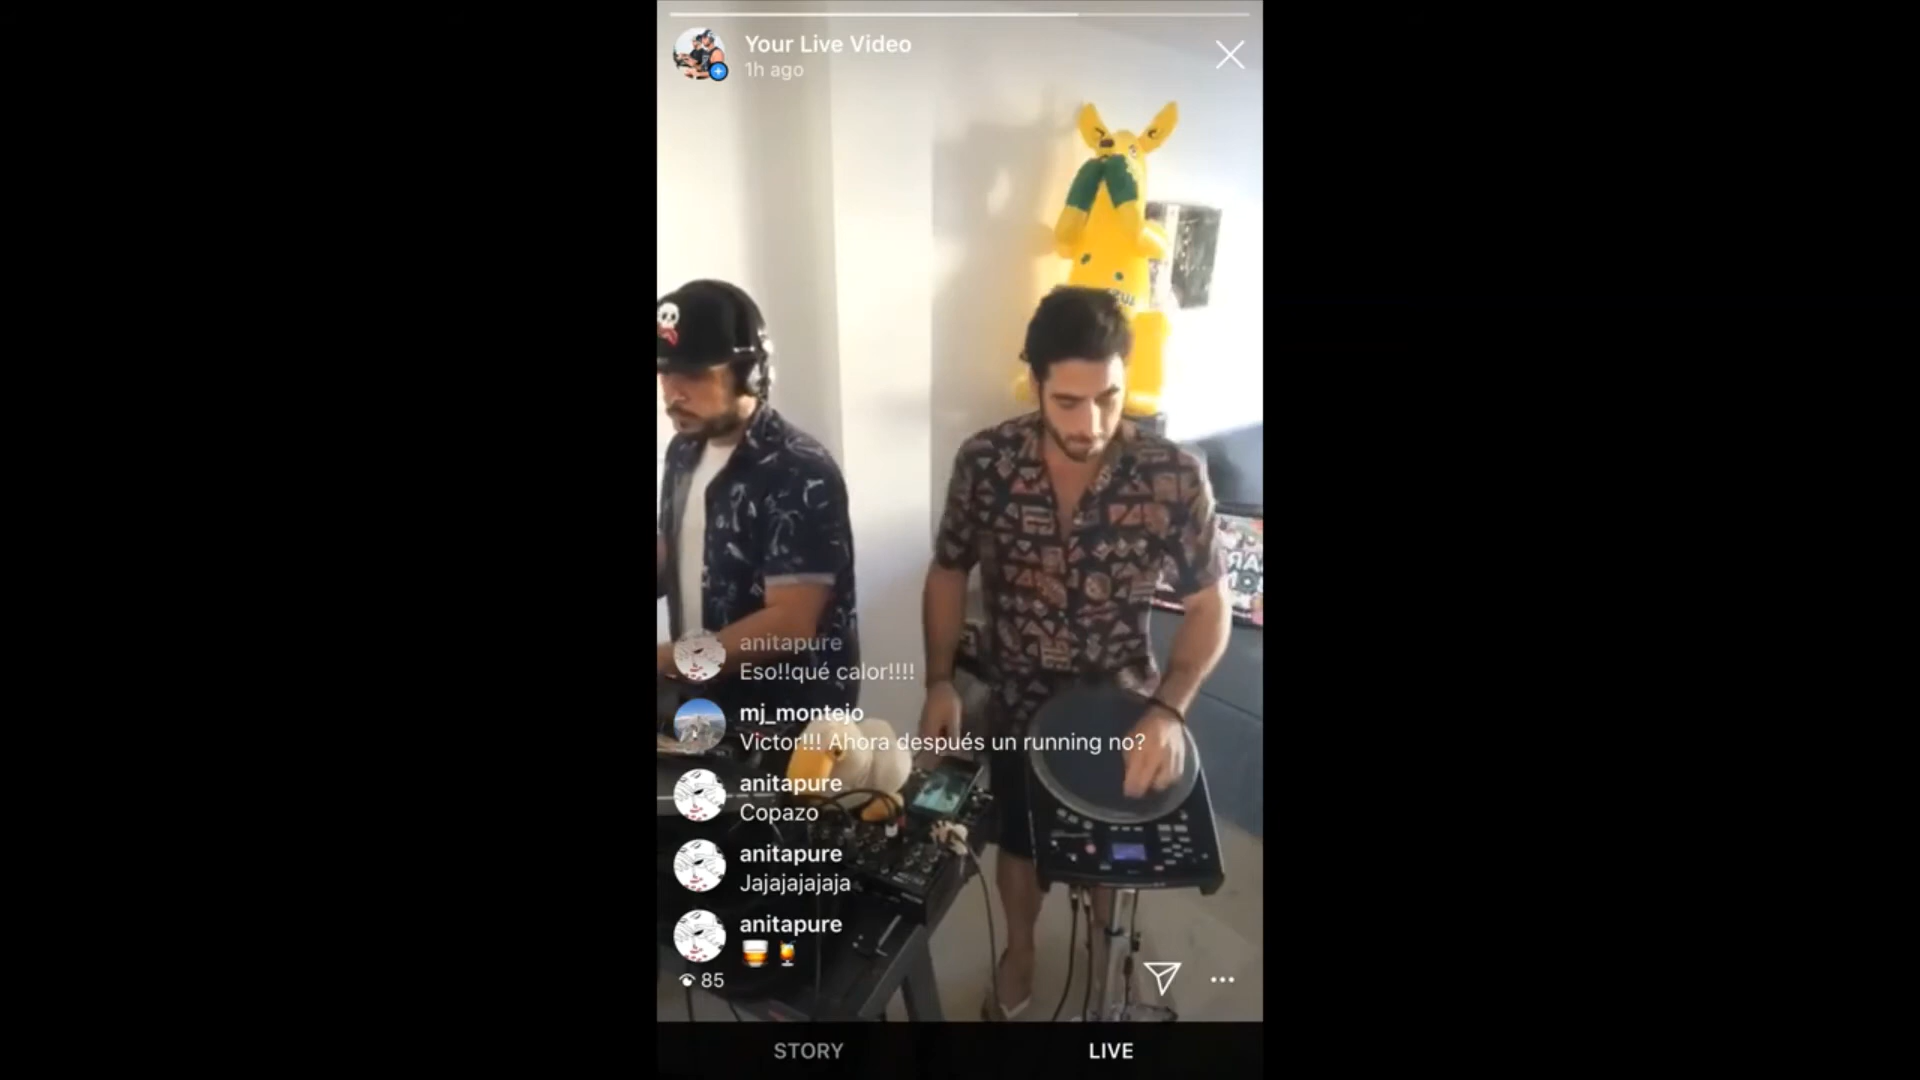 Your Live Video
1h ago
anitapure
Eso!!qué calor!!!!
mj_montejo
Victor!!! Ahora después un running no?
anitapure
Copazo
anitapure
Jajajajajaja
anitapure
85
STORY
LIVE